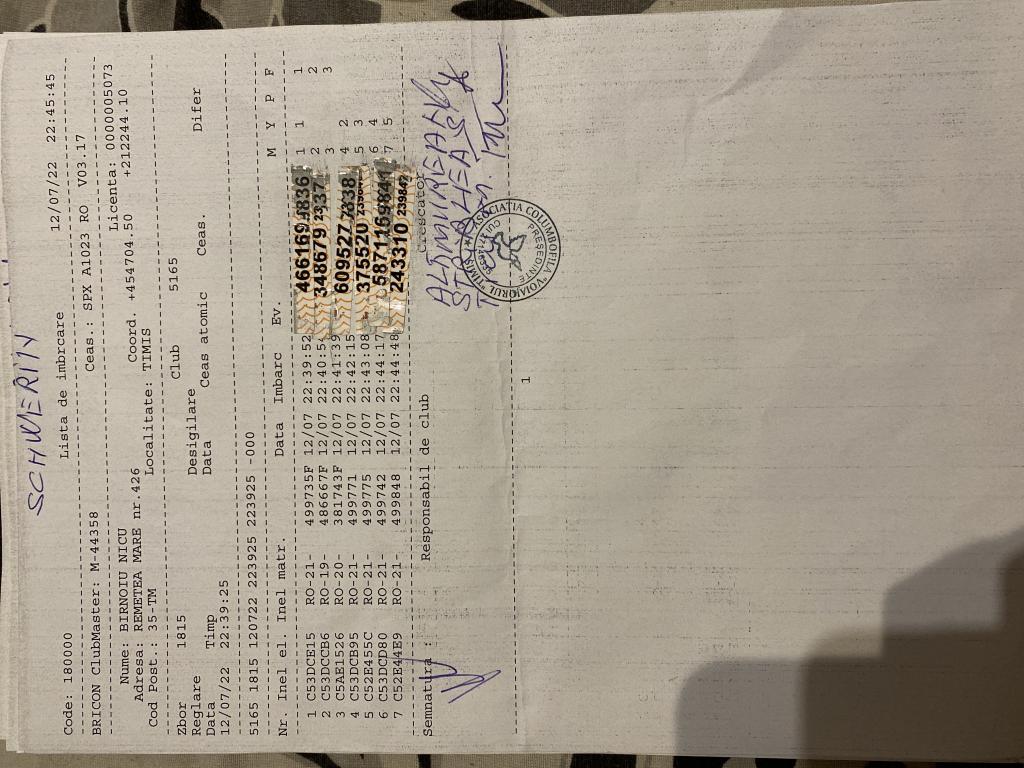 SCHWERIN
Code: 180000 Lista de imbrcare 12/07/22 22:45:45
BRICON ClubMaster: M-44358 Ceas.: SPX A1023 RO V03.17
Licenta: 0000005073
Nume: BIRNOIU NICU
Adresa: REMETEA MARE nr.426 Coord. +454704.50 +212244.10
Cod Post.: 35 TM Localitate: TIMIS
Zbor 1815 Club 5165
Reglare Desigilare
Data Timp Data Ceas atomic Ceas. Difer
12/07/22 22:39:25
5165 1815 120722 223925 223925 -000
Nr. Inel el. Inel matr. Data Imbarc Ev. M Y P F
1 C53DCB15 RO-21- 499735F 12/07 22:39:52 466169 1 1 1
2 C53DCCB6 RO-19- 486667F 12/07 22:40:5 348679 2 2
3 C5AE1526 RO-20- 381743F 12/07 22:41:39 3 3
4 C53DCB95 RO-21- 499771 12/07 22:42:15 609527 4 2
5 C52E455C RO-21- 499775 12/07 22:43:08 375520 5 3
6 C53DCD80 RO-21- 499742 12/07 22:44:17 6 4
7 C52E44E9 RO-21- 499848 12/07 22:44:48 243310 239842 7 5
Semnatura : Responsabil de club Crescator
ASOCIATIA COLUMBOFILA VOIAJORUL TIMIS
PRESEDINTE
1